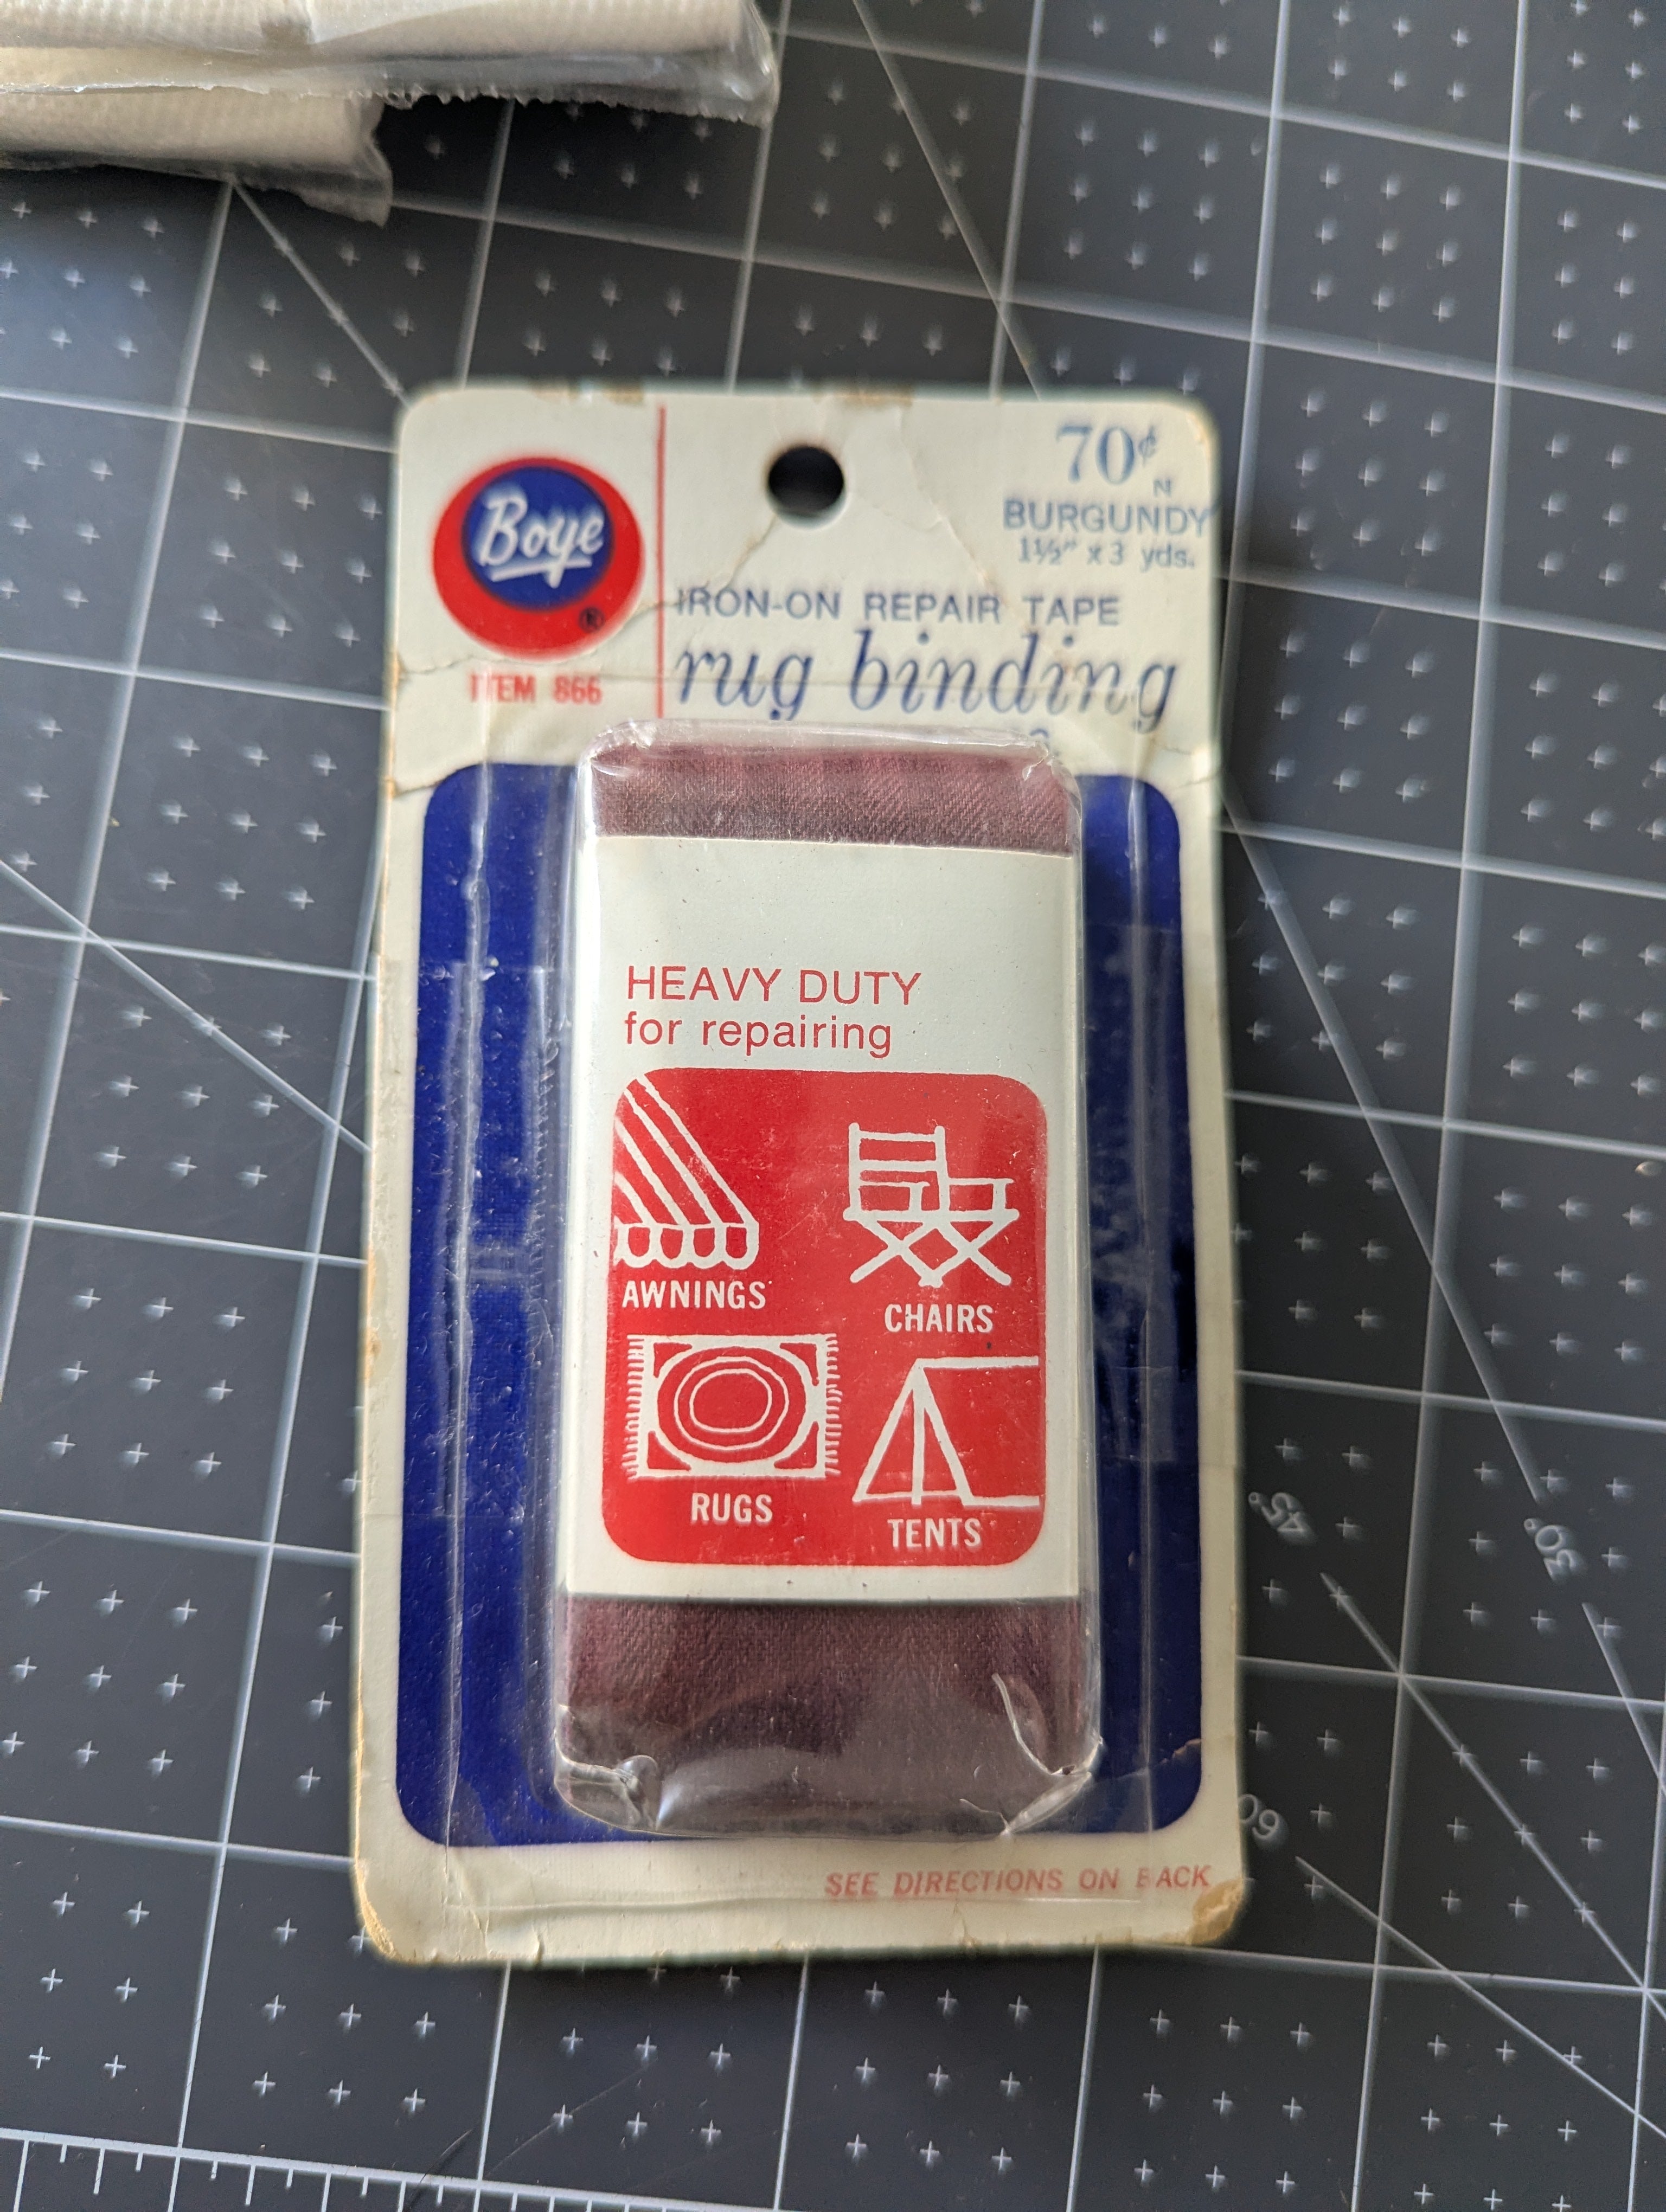 Boye
®
ITEM 866
70¢
N
BURGUNDY
1½" x 3 yds.
IRON-ON REPAIR TAPE
rug binding
HEAVY DUTY
for repairing
AWNINGS
CHAIRS
RUGS
TENTS
SEE DIRECTIONS ON BACK
45°
30°
60